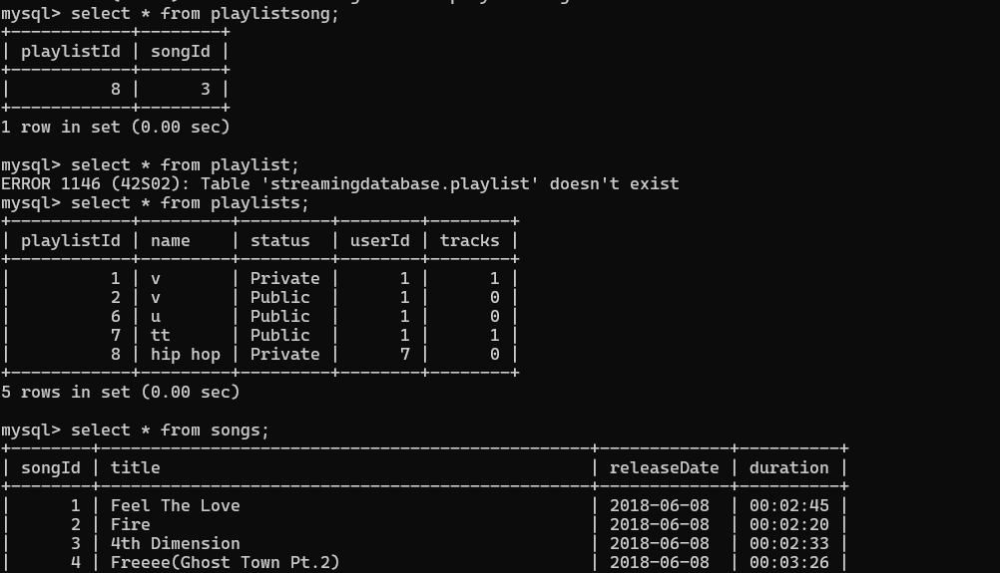 mysql> select * from playlistsong;
+------------+--------+
| playlistId | songId |
+------------+--------+
|          8 |      3 |
+------------+--------+
1 row in set (0.00 sec)

mysql> select * from playlist;
ERROR 1146 (42S02): Table 'streamingdatabase.playlist' doesn't exist
mysql> select * from playlists;
+------------+---------+---------+--------+--------+
| playlistId | name    | status  | userId | tracks |
+------------+---------+---------+--------+--------+
|          1 | v       | Private |      1 |      1 |
|          2 | v       | Public  |      1 |      0 |
|          6 | u       | Public  |      1 |      0 |
|          7 | tt      | Public  |      1 |      1 |
|          8 | hip hop | Private |      7 |      0 |
+------------+---------+---------+--------+--------+
5 rows in set (0.00 sec)

mysql> select * from songs;
+--------+-------------------------------------------------+-------------+----------+
| songId | title                                           | releaseDate | duration |
+--------+-------------------------------------------------+-------------+----------+
|      1 | Feel The Love                                   | 2018-06-08  | 00:02:45 |
|      2 | Fire                                            | 2018-06-08  | 00:02:20 |
|      3 | 4th Dimension                                   | 2018-06-08  | 00:02:33 |
|      4 | Freeee(Ghost Town Pt.2)                         | 2018-06-08  | 00:03:26 |